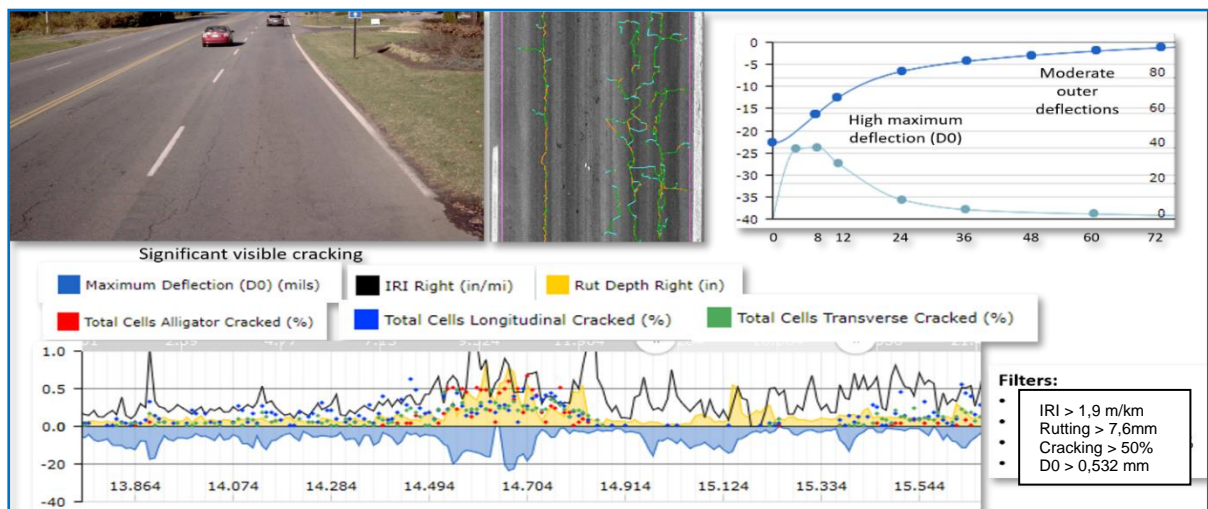 0
-5
-10
-15
-20
-25
-30
-35
-40
80
60
40
20
0
Moderate
outer
deflections
High maximum
deflection (D0)
0 8 12 24 36 48 60 72
Significant visible cracking
Maximum Deflection (D0) (mils)
IRI Right (in/mi)
Rut Depth Right (in)
Total Cells Alligator Cracked (%)
Total Cells Longitudinal Cracked (%)
Total Cells Transverse Cracked (%)
1.0
0.5
0.0
-20
-40
13.864 14.074 14.284 14.494 14.704 14.914 15.124 15.334 15.544
Filters:
IRI > 1,9 m/km
Rutting > 7,6mm
Cracking > 50%
D0 > 0,532 mm